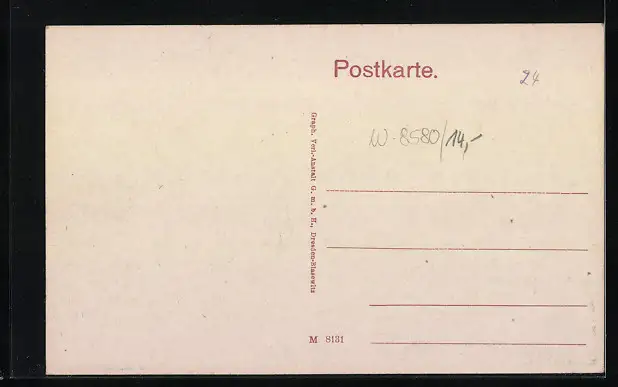 Postkarte.
24
W-8580/14,-
Graph. Verl.-Anstalt G. m. b. H., Dresden-Blasewitz
M 8131